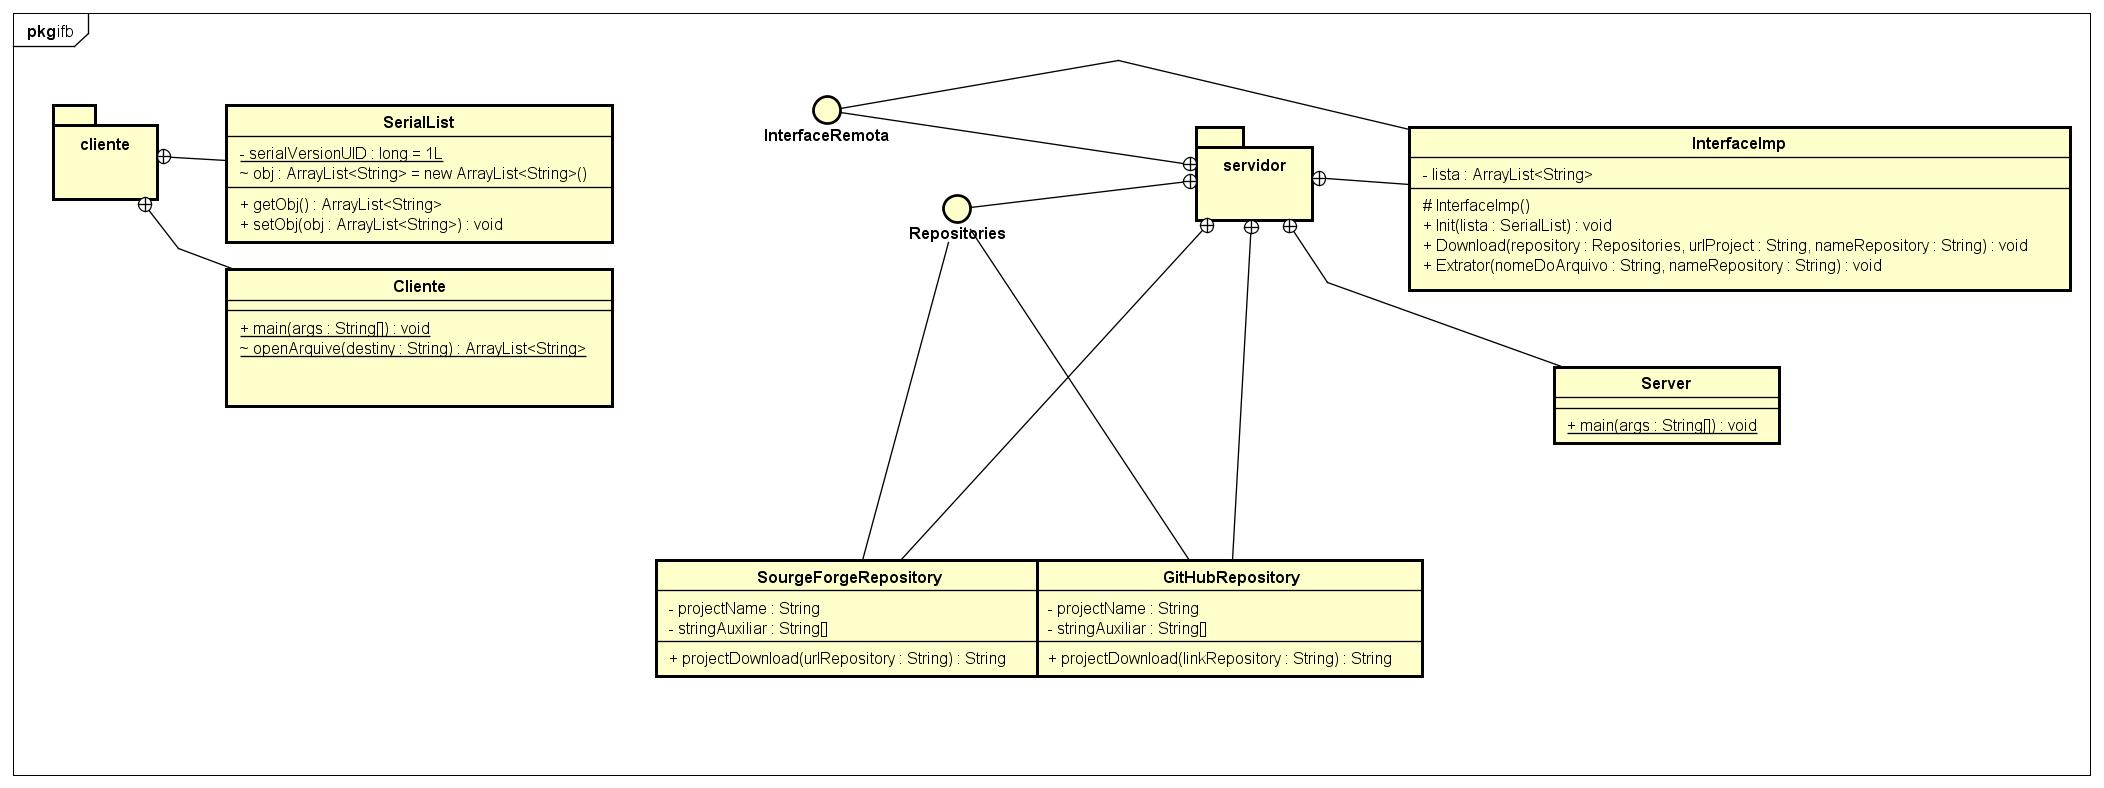 pkg ifb
cliente
SerialList
- serialVersionUID : long = 1L
~ obj : ArrayList<String> = new ArrayList<String>()
+ getObj() : ArrayList<String>
+ setObj(obj : ArrayList<String>) : void
Cliente
+ main(args : String[]) : void
~ openArquive(destiny : String) : ArrayList<String>
InterfaceRemota
Repositories
servidor
InterfaceImp
- lista : ArrayList<String>
# InterfaceImp()
+ Init(lista : SerialList) : void
+ Download(repository : Repositories, urlProject : String, nameRepository : String) : void
+ Extrator(nomeDoArquivo : String, nameRepository : String) : void
Server
+ main(args : String[]) : void
SourgeForgeRepository
- projectName : String
- stringAuxiliar : String[]
+ projectDownload(urlRepository : String) : String
GitHubRepository
- projectName : String
- stringAuxiliar : String[]
+ projectDownload(linkRepository : String) : String